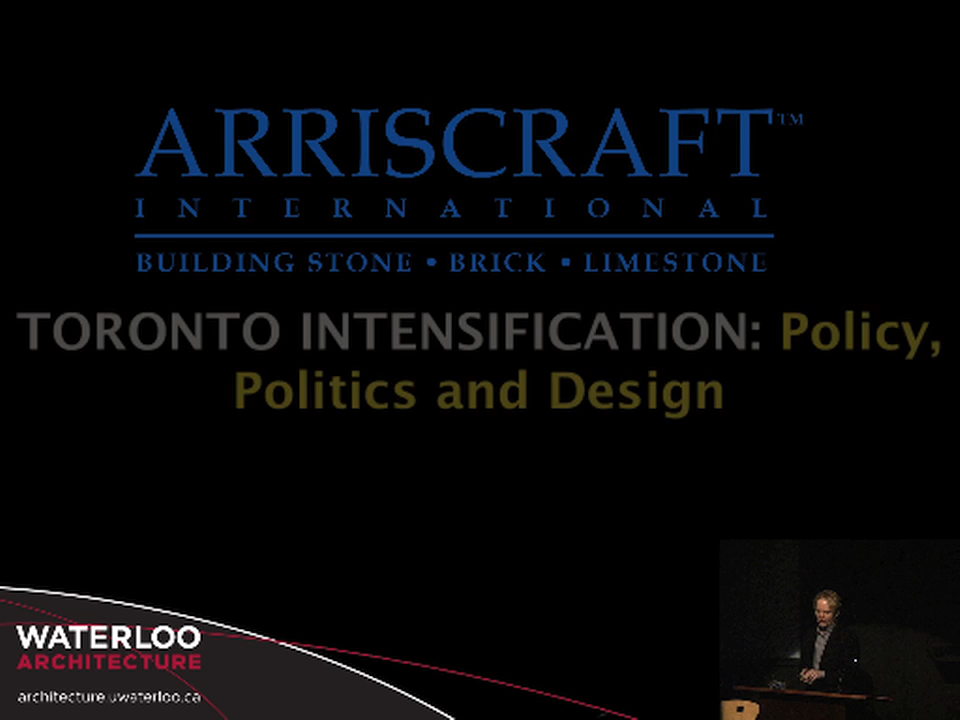 ARRISCRAFT™
INTERNATIONAL
BUILDING STONE • BRICK ▪ LIMESTONE
TORONTO INTENSIFICATION: Policy,
Politics and Design
WATERLOO
ARCHITECTURE
architecture.uwaterloo.ca